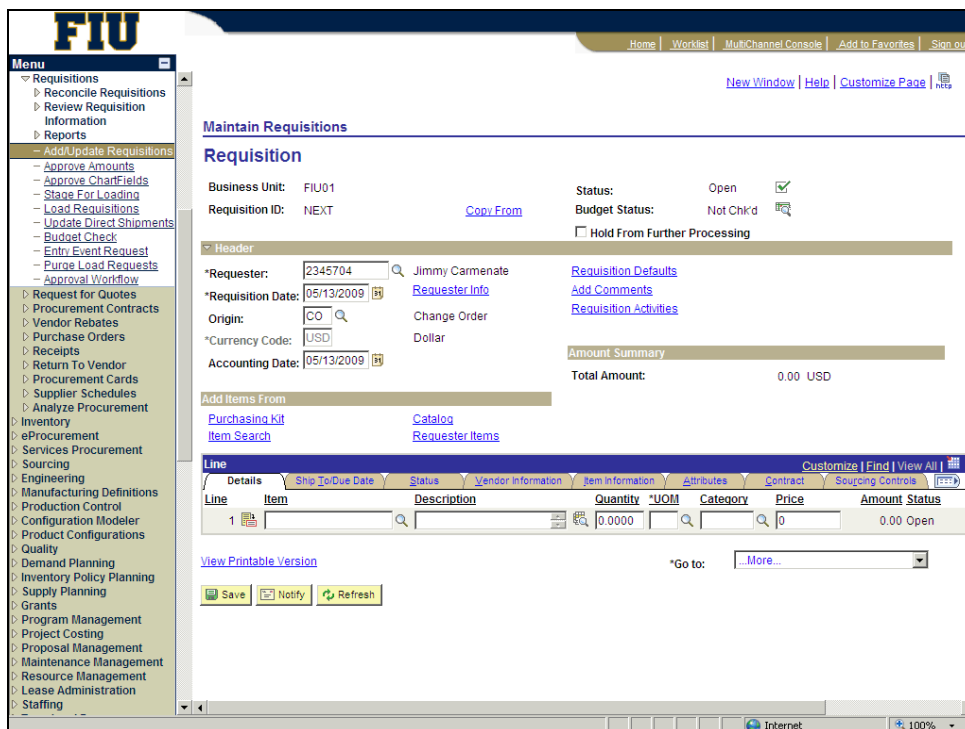 FIU
Home | Worklist | MultiChannel Console | Add to Favorites | Sign ou
Menu
New Window | Help | Customize Page | http
Requisitions
Reconcile Requisitions
Review Requisition
Information
Reports
Add/Update Requisitions
Approve Amounts
Approve ChartFields
Stage For Loading
Load Requisitions
Update Direct Shipments
Budget Check
Entry Event Request
Purge Load Requests
Approval Workflow
Request for Quotes
Procurement Contracts
Vendor Rebates
Purchase Orders
Receipts
Return To Vendor
Procurement Cards
Supplier Schedules
Analyze Procurement
Inventory
eProcurement
Services Procurement
Sourcing
Engineering
Manufacturing Definitions
Production Control
Configuration Modeler
Product Configurations
Quality
Demand Planning
Inventory Policy Planning
Supply Planning
Grants
Program Management
Project Costing
Proposal Management
Maintenance Management
Resource Management
Lease Administration
Staffing
Maintain Requisitions
Requisition
Business Unit: FIU01 Status: Open
Requisition ID: NEXT Copy From Budget Status: Not Chk'd
Hold From Further Processing
Header
*Requester: 2345704 Jimmy Carmenate Requisition Defaults
*Requisition Date: 05/13/2009 Requester Info Add Comments
Origin: CO Change Order Requisition Activities
*Currency Code: USD Dollar
Accounting Date: 05/13/2009
Amount Summary
Total Amount: 0.00 USD
Add Items From
Purchasing Kit Catalog
Item Search Requester Items
Line Customize | Find | View All |
Details Ship To/Due Date Status Vendor Information Item Information Attributes Contract Sourcing Controls
Line Item Description Quantity *UOM Category Price Amount Status
1 0.0000 0 0.00 Open
View Printable Version *Go to: ...More...
Save Notify Refresh
Internet 100%